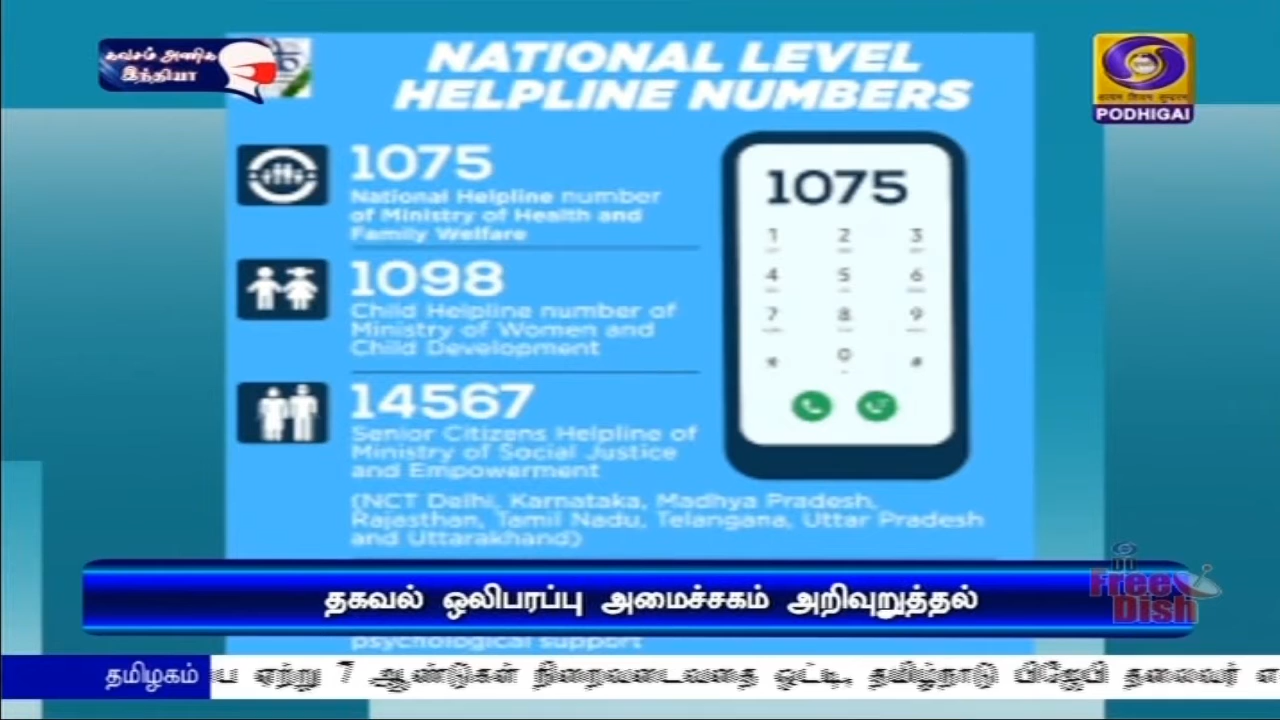 கவசம் அணிக
இந்தியா
NATIONAL LEVEL
HELPLINE NUMBERS
PODHIGAI
1075
National Helpline number
of Ministry of Health and
Family Welfare
1098
Child Helpline number of
Ministry of Women and
Child Development
14567
Senior Citizens Helpline of
Ministry of Social Justice
and Empowerment
(NCT Delhi, Karnataka, Madhya Pradesh,
Rajasthan, Tamil Nadu, Telangana, Uttar Pradesh
and Uttarakhand)
1075
1 2 3
4 5 6
7 8 9
* 0 #
தகவல் ஒலிபரப்பு அமைச்சகம் அறிவுறுத்தல்
Free
Dish
psychological support
தமிழகம் ஏற்று 7 ஆண்டுகள் நிறைவடைவதை ஒட்டி, தமிழ்நாடு பிஜேபி தலைவர்